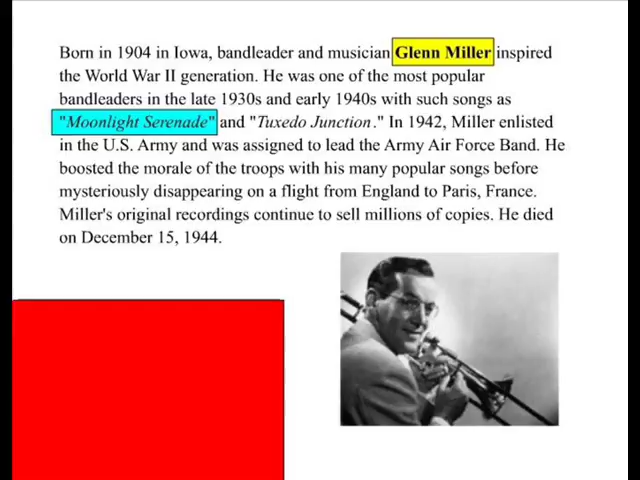 Born in 1904 in Iowa, bandleader and musician Glenn Miller inspired
the World War II generation. He was one of the most popular
bandleaders in the late 1930s and early 1940s with such songs as
"Moonlight Serenade" and "Tuxedo Junction." In 1942, Miller enlisted
in the U.S. Army and was assigned to lead the Army Air Force Band. He
boosted the morale of the troops with his many popular songs before
mysteriously disappearing on a flight from England to Paris, France.
Miller's original recordings continue to sell millions of copies. He died
on December 15, 1944.